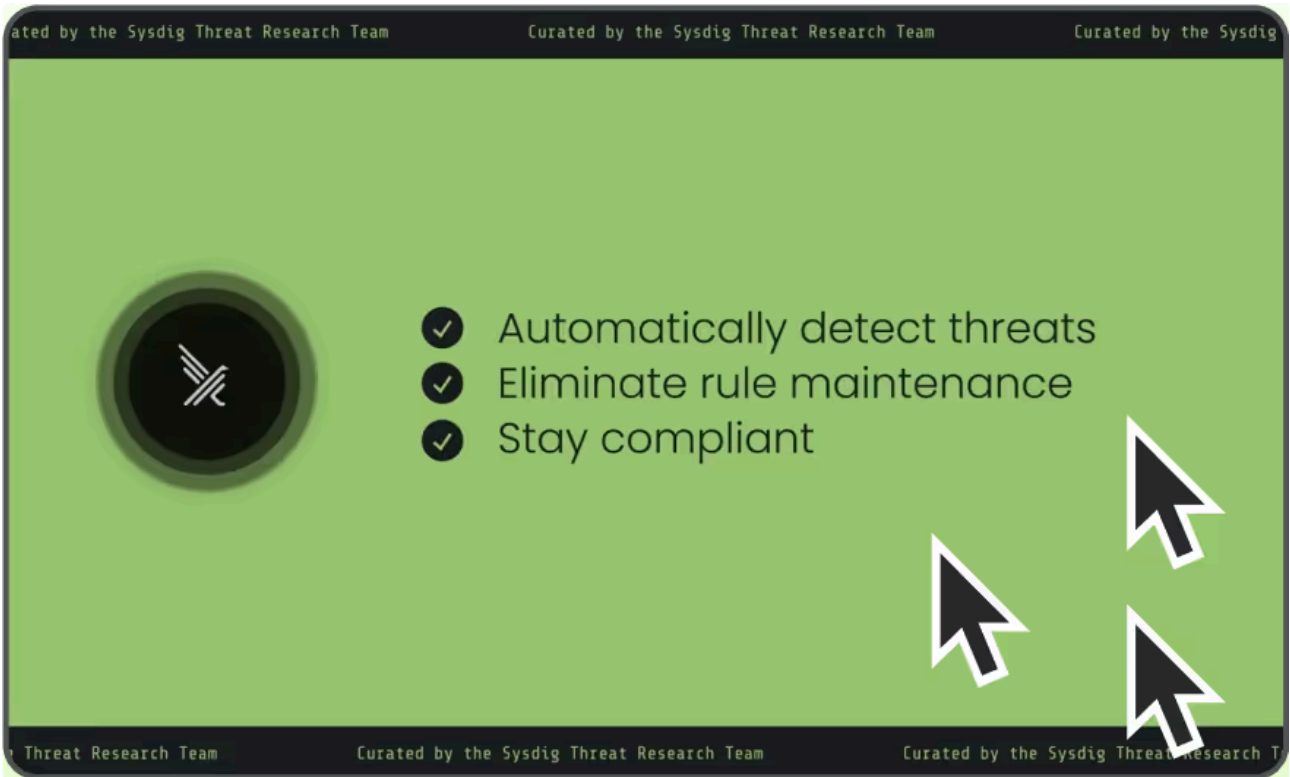 ated by the Sysdig Threat Research Team Curated by the Sysdig Threat Research Team Curated by the Sysdig
Automatically detect threats
Eliminate rule maintenance
Stay compliant
Threat Research Team Curated by the Sysdig Threat Research Team Curated by the Sysdig Threat Research T